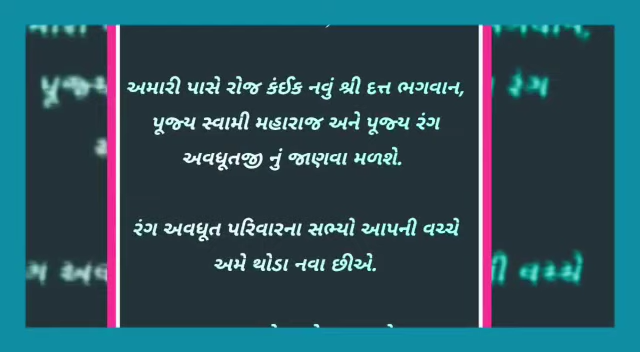 અમારી પાસે રોજ કંઈક નવું શ્રી દત્ત ભગવાન,
પૂજ્ય સ્વામી મહારાજ અને પૂજ્ય રંગ
અવધૂતજી નું જાણવા મળશે.
રંગ અવધૂત પરિવારના સભ્યો આપની વચ્ચે
અમે થોડા નવા છીએ.